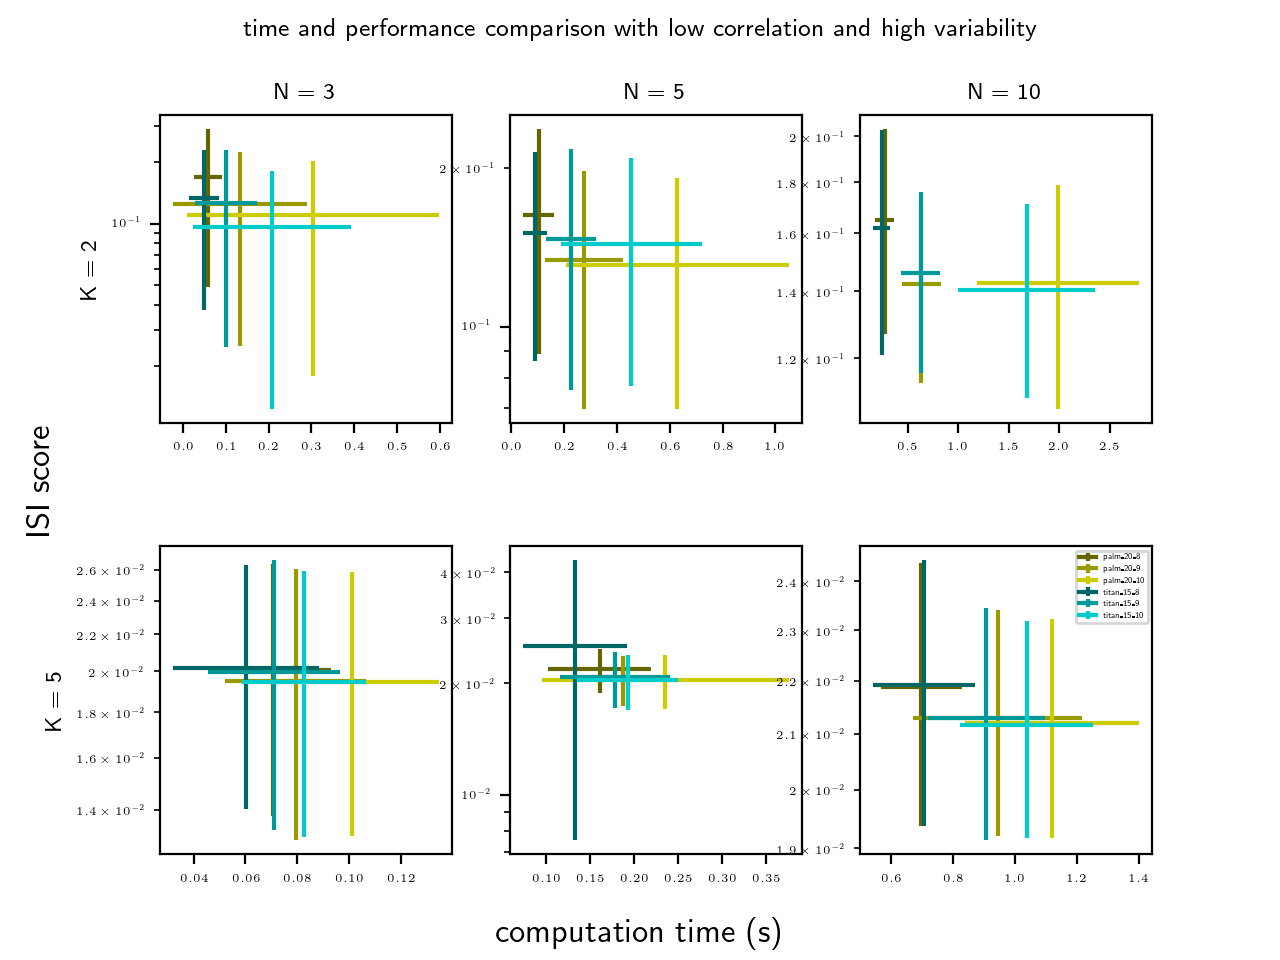 time and performance comparison with low correlation and high variability
N = 3
N = 5
N = 10
K = 2
10⁻¹
0.0 0.1 0.2 0.3 0.4 0.5 0.6
2 × 10⁻¹
10⁻¹
0.0 0.2 0.4 0.6 0.8 1.0
2 × 10⁻¹
1.8 × 10⁻¹
1.6 × 10⁻¹
1.4 × 10⁻¹
1.2 × 10⁻¹
0.5 1.0 1.5 2.0 2.5
ISI score
K = 5
2.6 × 10⁻²
2.4 × 10⁻²
2.2 × 10⁻²
2 × 10⁻²
1.8 × 10⁻²
1.6 × 10⁻²
1.4 × 10⁻²
0.04 0.06 0.08 0.10 0.12
4 × 10⁻²
3 × 10⁻²
2 × 10⁻²
10⁻²
0.10 0.15 0.20 0.25 0.30 0.35
2.4 × 10⁻²
2.3 × 10⁻²
2.2 × 10⁻²
2.1 × 10⁻²
2 × 10⁻²
1.9 × 10⁻²
0.6 0.8 1.0 1.2 1.4
palm_20_8
palm_20_9
palm_20_10
titan_15_8
titan_15_9
titan_15_10
computation time (s)